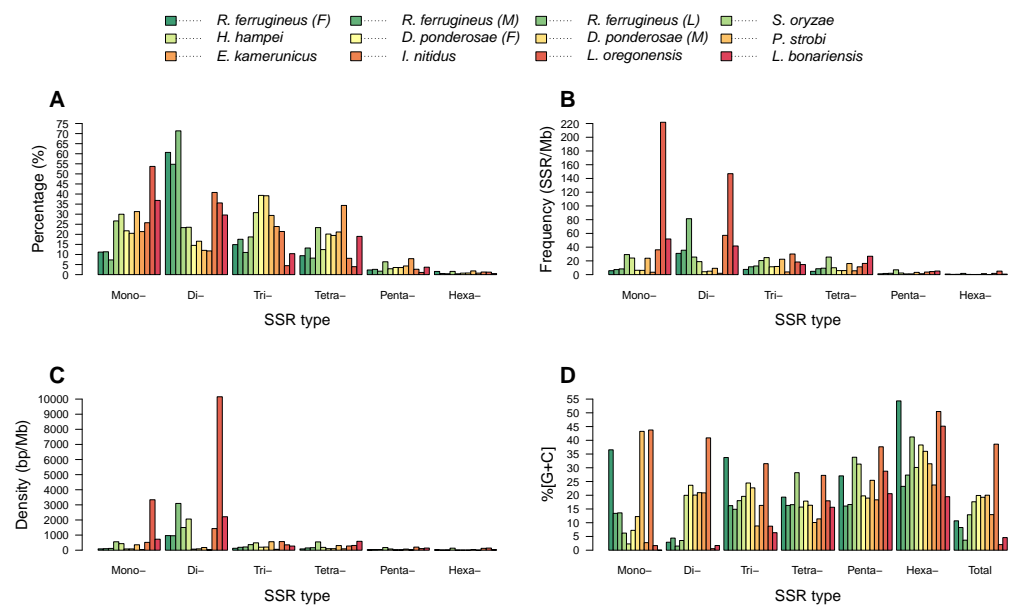 R. ferrugineus (F) R. ferrugineus (M) R. ferrugineus (L) S. oryzae
H. hampei D. ponderosae (F) D. ponderosae (M) P. strobi
E. kamerunicus I. nitidus L. oregonensis L. bonariensis
A
Percentage (%)
75
70
65
60
55
50
45
40
35
30
25
20
15
10
5
0
Mono− Di− Tri− Tetra− Penta− Hexa−
SSR type
B
Frequency (SSR/Mb)
220
200
180
160
140
120
100
80
60
40
20
0
Mono− Di− Tri− Tetra− Penta− Hexa−
SSR type
C
Density (bp/Mb)
10000
9000
8000
7000
6000
5000
4000
3000
2000
1000
0
Mono− Di− Tri− Tetra− Penta− Hexa−
SSR type
D
%[G+C]
55
50
45
40
35
30
25
20
15
10
5
0
Mono− Di− Tri− Tetra− Penta− Hexa− Total
SSR type